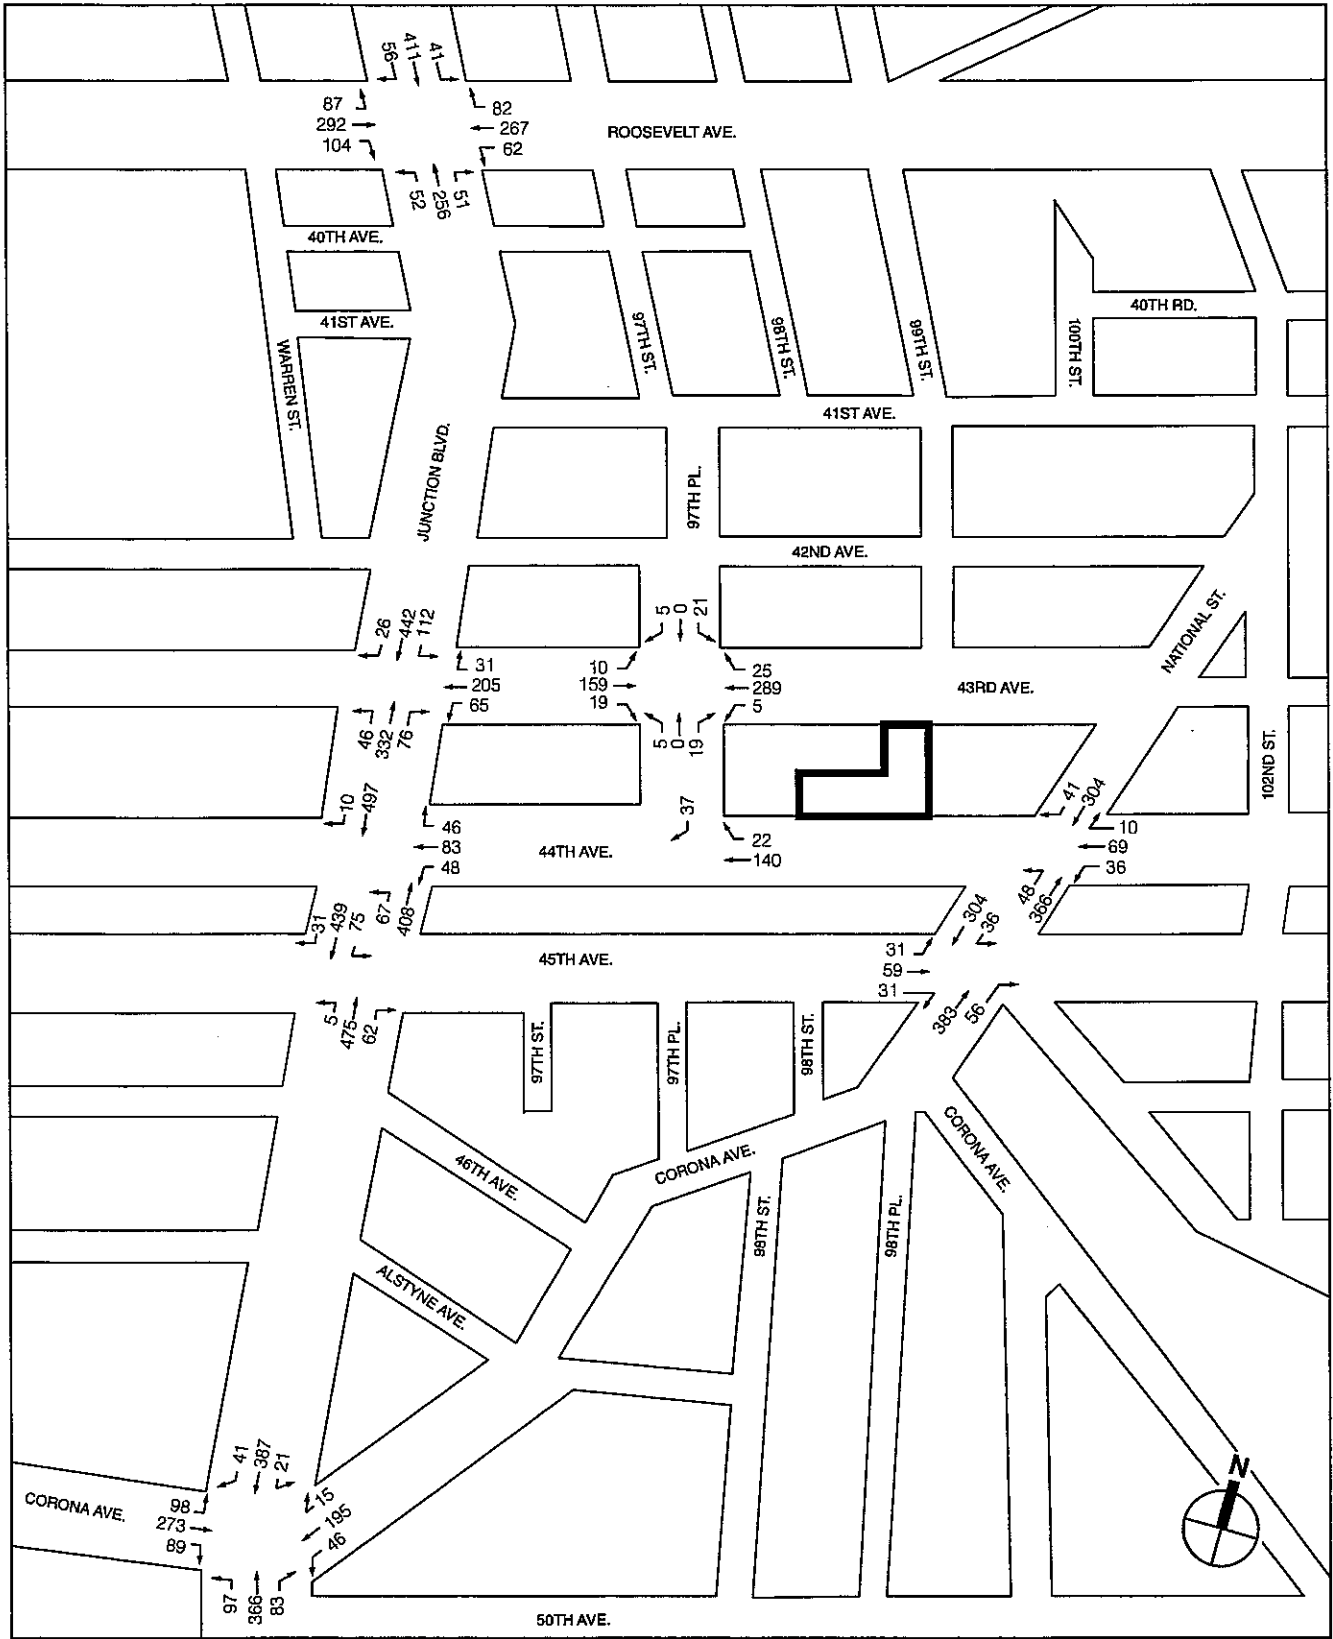 56
411
41
87
292
104
82
267
62
ROOSEVELT AVE.
52
256
51
40TH AVE.
41ST AVE.
WARREN ST.
97TH ST.
98TH ST.
99TH ST.
100TH ST.
40TH RD.
41ST AVE.
JUNCTION BLVD.
97TH PL.
42ND AVE.
NATIONAL ST.
26
442
112
31
205
65
5
0
21
10
159
19
25
289
5
43RD AVE.
46
332
76
5
0
19
102ND ST.
10
497
46
83
48
37
22
140
44TH AVE.
41
304
10
69
36
31
439
75
67
408
304
36
48
366
45TH AVE.
31
59
31
5
475
62
383
56
97TH ST.
97TH PL.
98TH ST.
46TH AVE.
CORONA AVE.
CORONA AVE.
98TH ST.
98TH PL.
ALSTYNE AVE.
41
387
21
CORONA AVE.
98
273
89
15
195
46
97
366
83
50TH AVE.
N